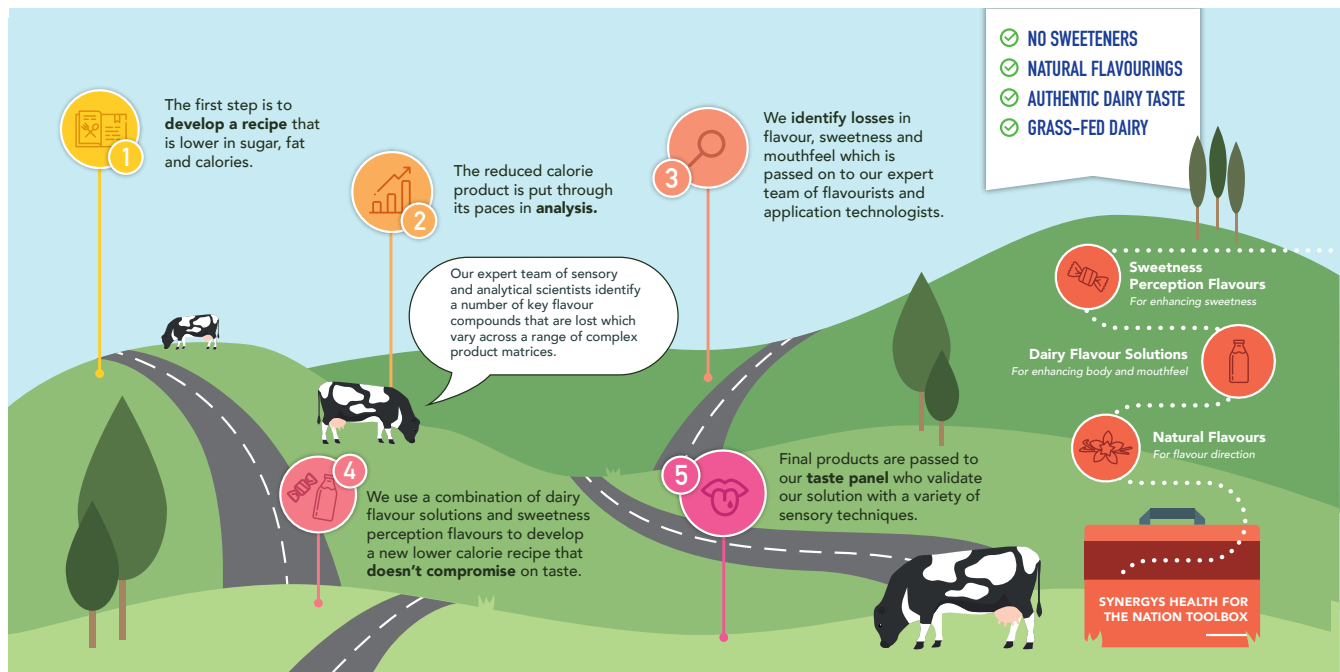 1
The first step is to
develop a recipe that
is lower in sugar, fat
and calories.
2
The reduced calorie
product is put through
its paces in analysis.
Our expert team of sensory
and analytical scientists identify
a number of key flavour
compounds that are lost which
vary across a range of complex
product matrices.
3
We identify losses in
flavour, sweetness and
mouthfeel which is
passed on to our expert
team of flavourists and
application technologists.
4
We use a combination of dairy
flavour solutions and sweetness
perception flavours to develop
a new lower calorie recipe that
doesn't compromise on taste.
5
Final products are passed to
our taste panel who validate
our solution with a variety of
sensory techniques.
NO SWEETENERS
NATURAL FLAVOURINGS
AUTHENTIC DAIRY TASTE
GRASS-FED DAIRY
Sweetness
Perception Flavours
For enhancing sweetness
Dairy Flavour Solutions
For enhancing body and mouthfeel
Natural Flavours
For flavour direction
SYNERGYS HEALTH FOR
THE NATION TOOLBOX